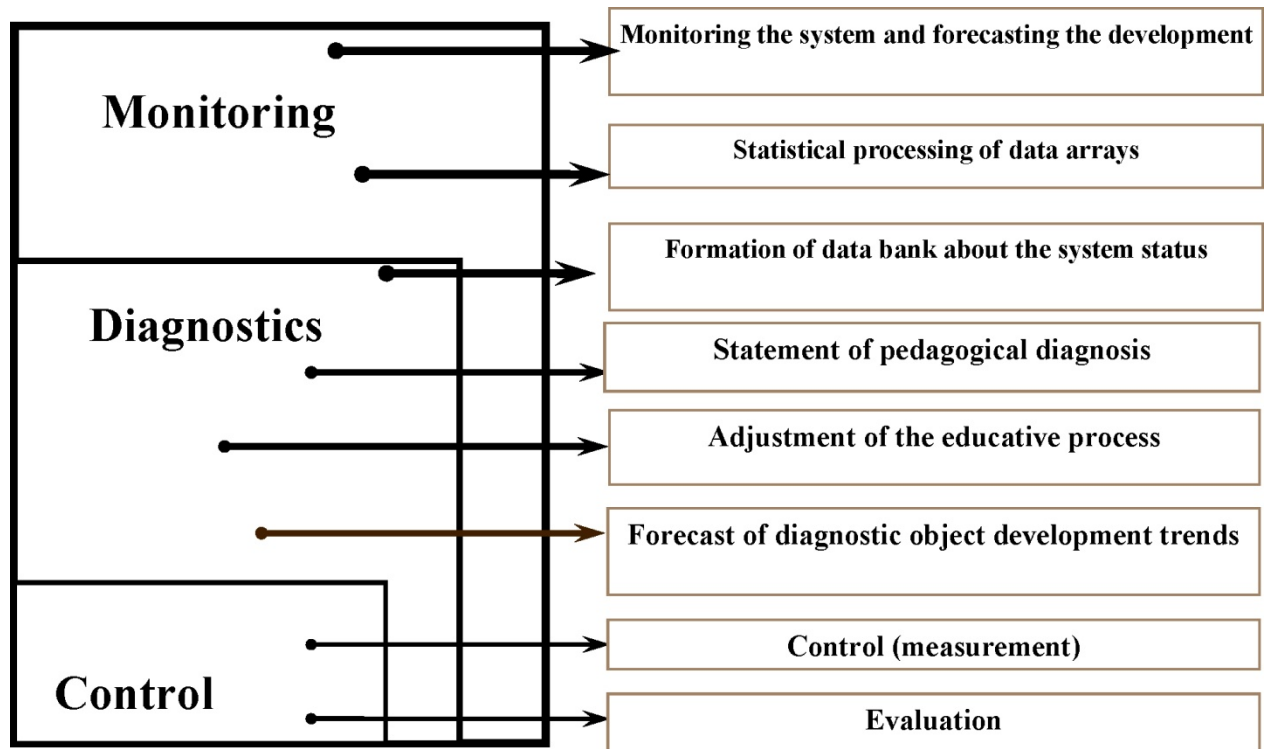 Monitoring the system and forecasting the development
Monitoring
Statistical processing of data arrays
Formation of data bank about the system status
Diagnostics
Statement of pedagogical diagnosis
Adjustment of the educative process
Forecast of diagnostic object development trends
Control (measurement)
Control
Evaluation